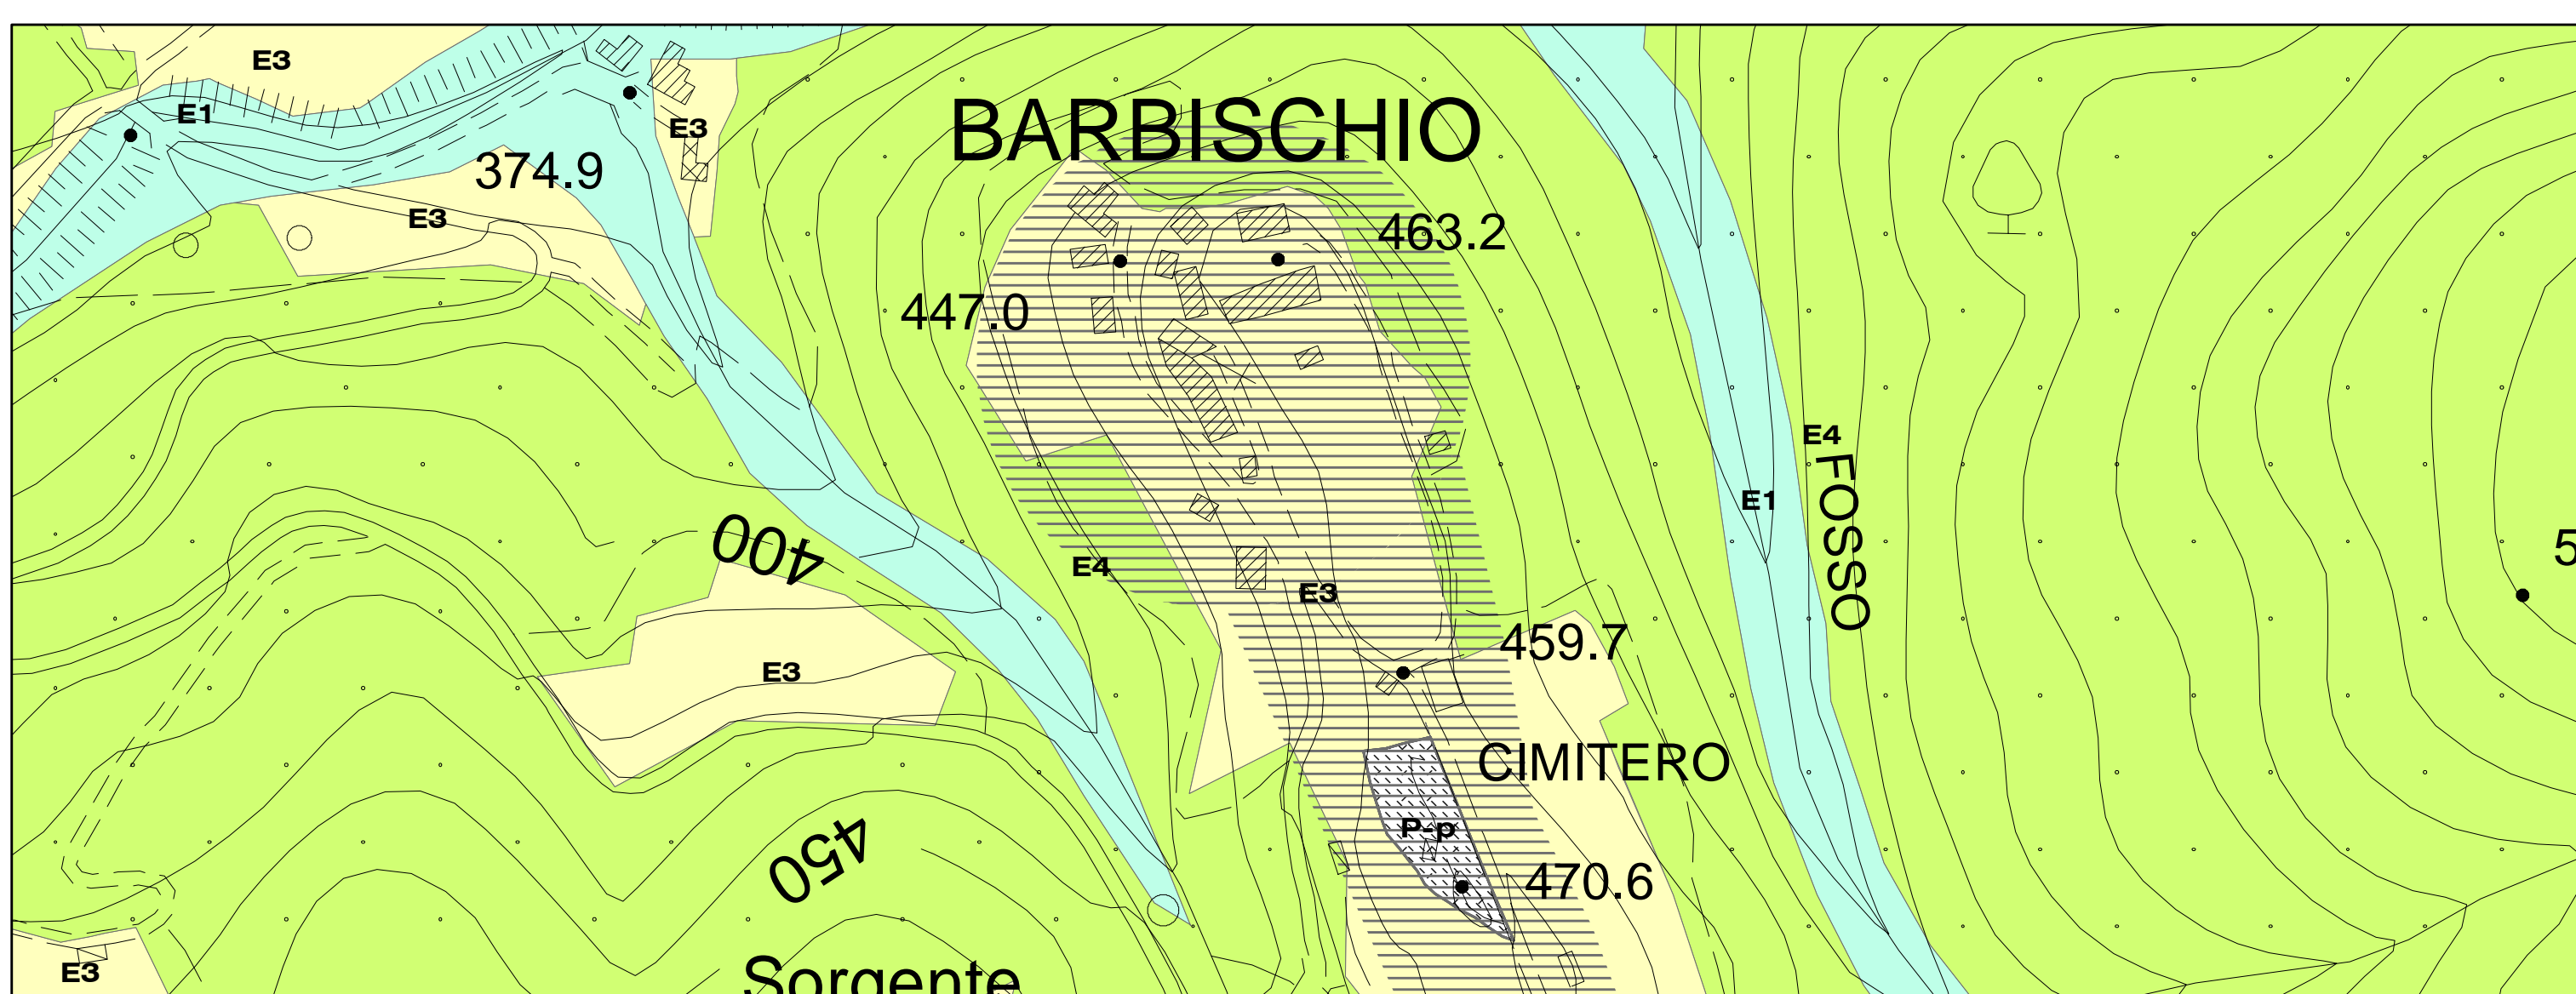 E3
E1
BARBISCHIO
E3
374.9
E3
463.2
447.0
E4
E1
FOSSO
400
5
E4
E3
459.7
E3
CIMITERO
P-p
450
470.6
E3
Sorgente